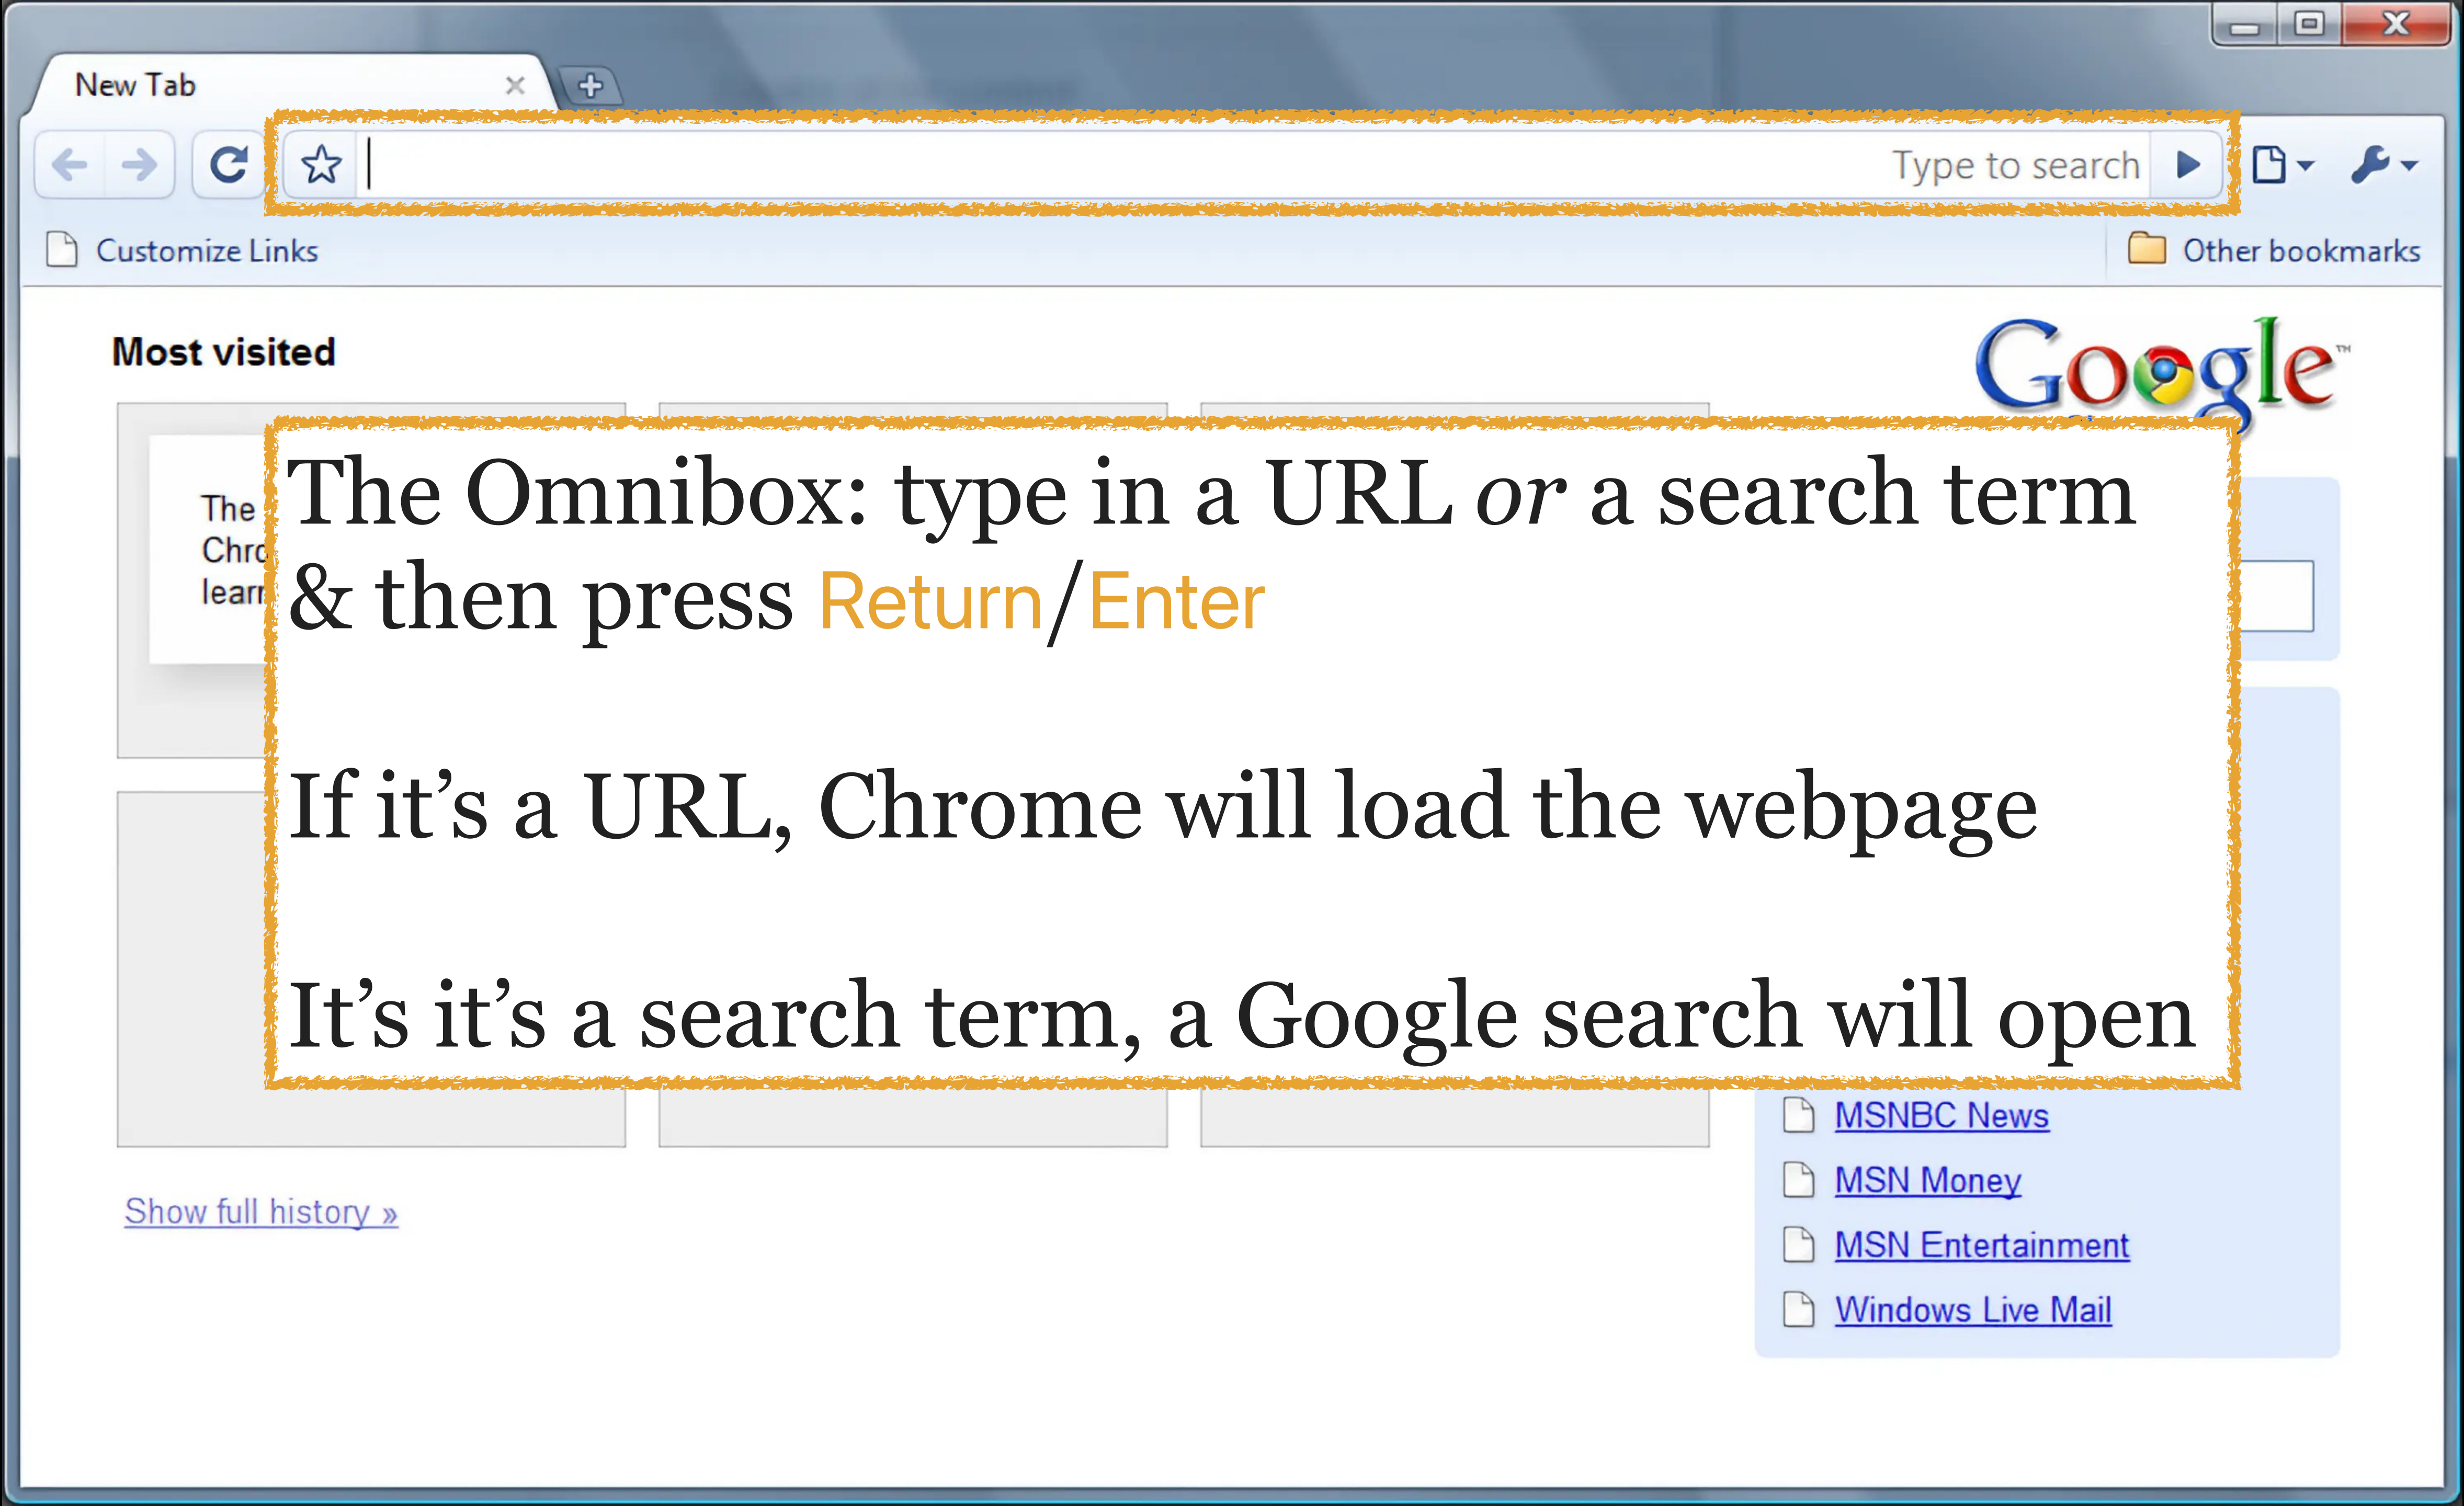 New Tab
Type to search
Customize Links
Other bookmarks
Most visited
Google™
The
The Omnibox: type in a URL or a search term
& then press Return/Enter
If it’s a URL, Chrome will load the webpage
It’s it’s a search term, a Google search will open
MSNBC News
MSN Money
MSN Entertainment
Windows Live Mail
Show full history »